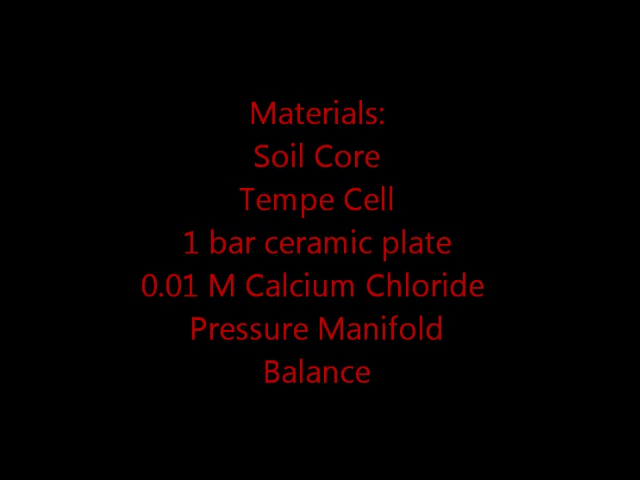 Materials:
Soil Core
Tempe Cell
1 bar ceramic plate
0.01 M Calcium Chloride
Pressure Manifold
Balance